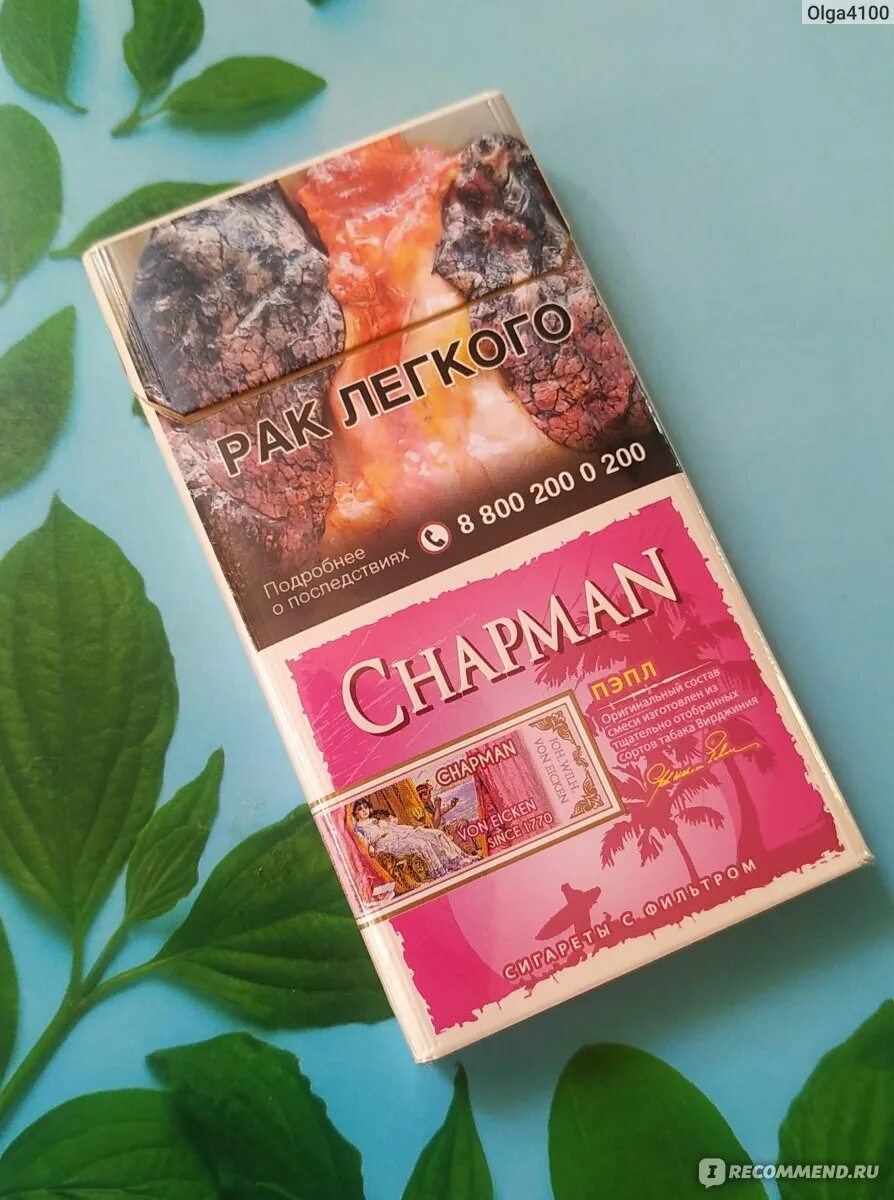 Olga4100
РАК ЛЕГКОГО
Подробнее
о последствиях
8 800 200 0 200
CHAPMAN
ПЭПЛ
Оригинальный состав
смеси изготовлен из
тщательно отобранных
сортов табака Вирджиния
CHAPMAN
VON EICKEN
SINCE 1770
JOH. WILH.
VON EICKEN
СИГАРЕТЫ С ФИЛЬТРОМ
IRECOMMEND.RU